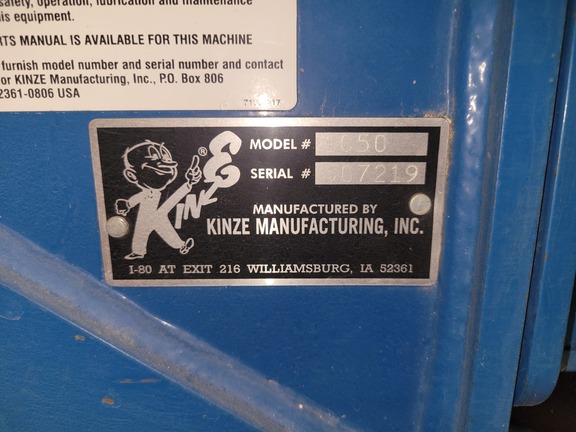 safety, operation, lubrication and maintenance
this equipment.
PARTS MANUAL IS AVAILABLE FOR THIS MACHINE
furnish model number and serial number and contact
or KINZE Manufacturing, Inc., P.O. Box 806
2361-0806 USA
KINZE ®
MODEL #
SERIAL #
MANUFACTURED BY
KINZE MANUFACTURING, INC.
I-80 AT EXIT 216 WILLIAMSBURG, IA 52361